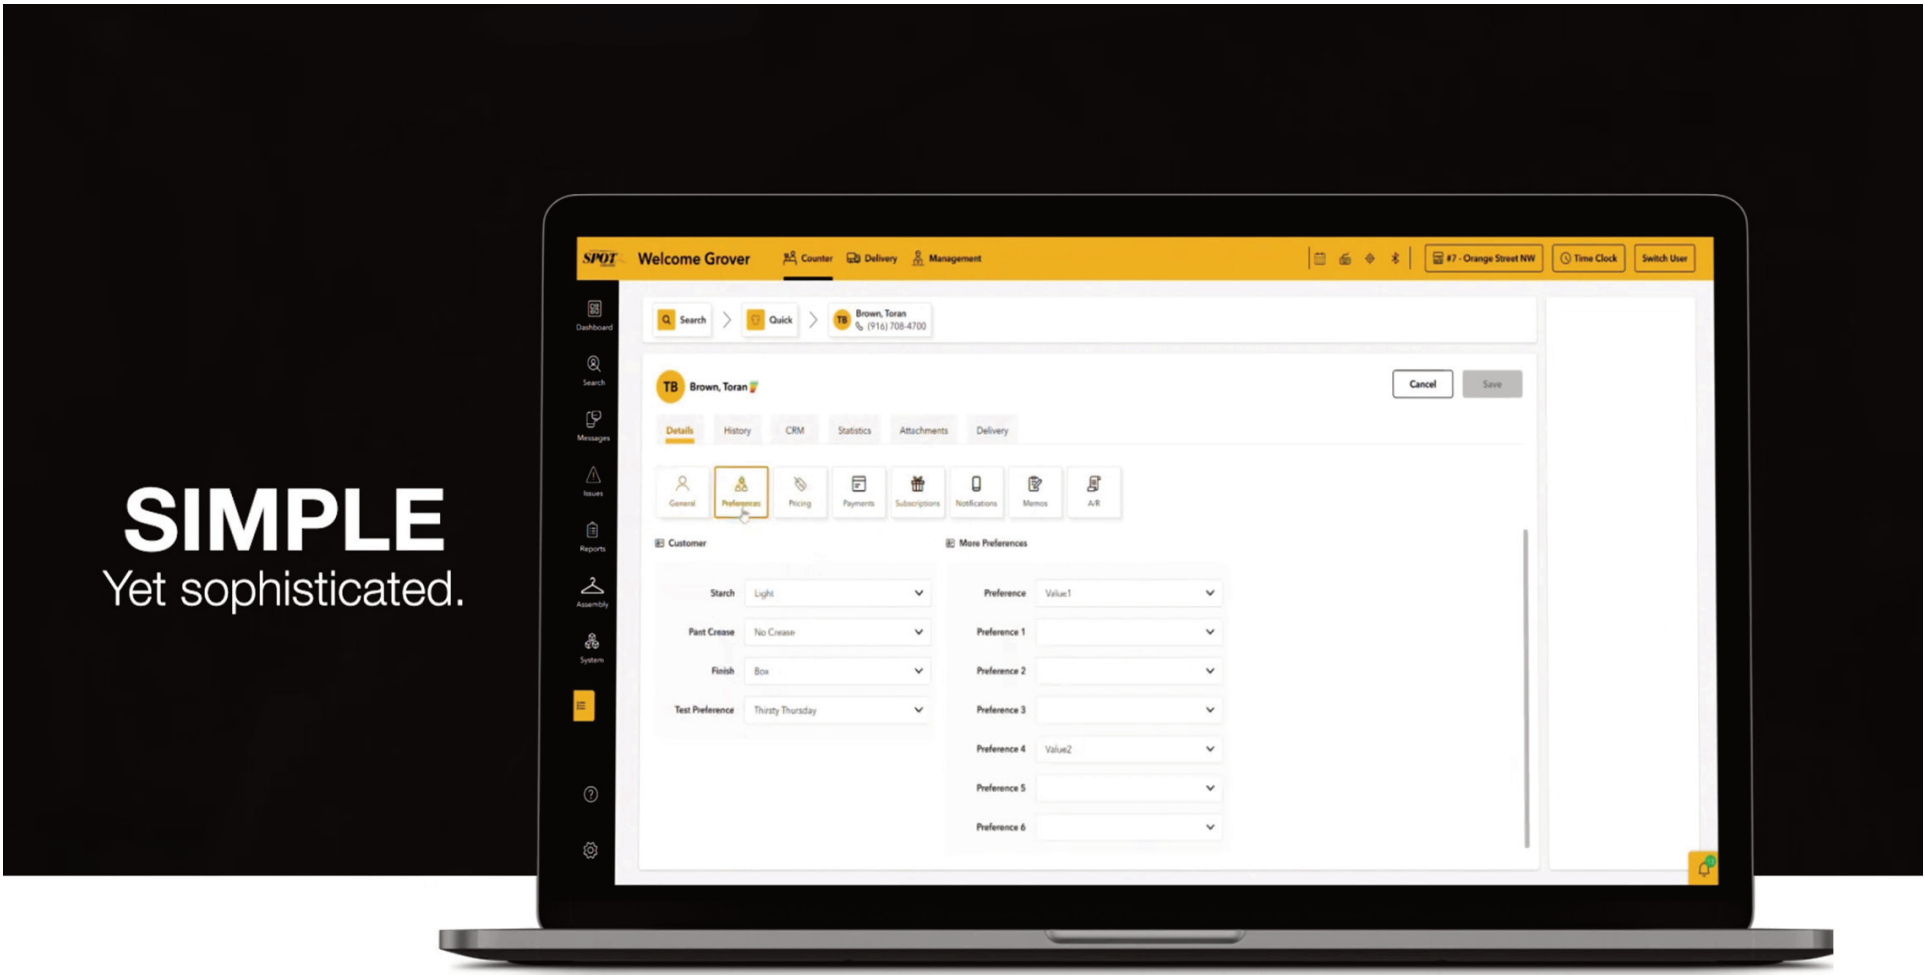 SIMPLE
Yet sophisticated.
SPOT
Welcome Grover
Counter
Delivery
Management
#7 - Orange Street NW
Time Clock
Switch User
Dashboard
Search
Messages
Issues
Reports
Assembly
System
Search
Quick
TB
Brown, Toran
(916) 708-4700
TB
Brown, Toran
Cancel
Save
Details
History
CRM
Statistics
Attachments
Delivery
General
Preferences
Pricing
Payments
Subscriptions
Notifications
Memos
A/R
Customer
Starch
Light
Pant Crease
No Crease
Finish
Box
Test Preference
Thirsty Thursday
More Preferences
Preference
Value1
Preference 1
Preference 2
Preference 3
Preference 4
Value2
Preference 5
Preference 6